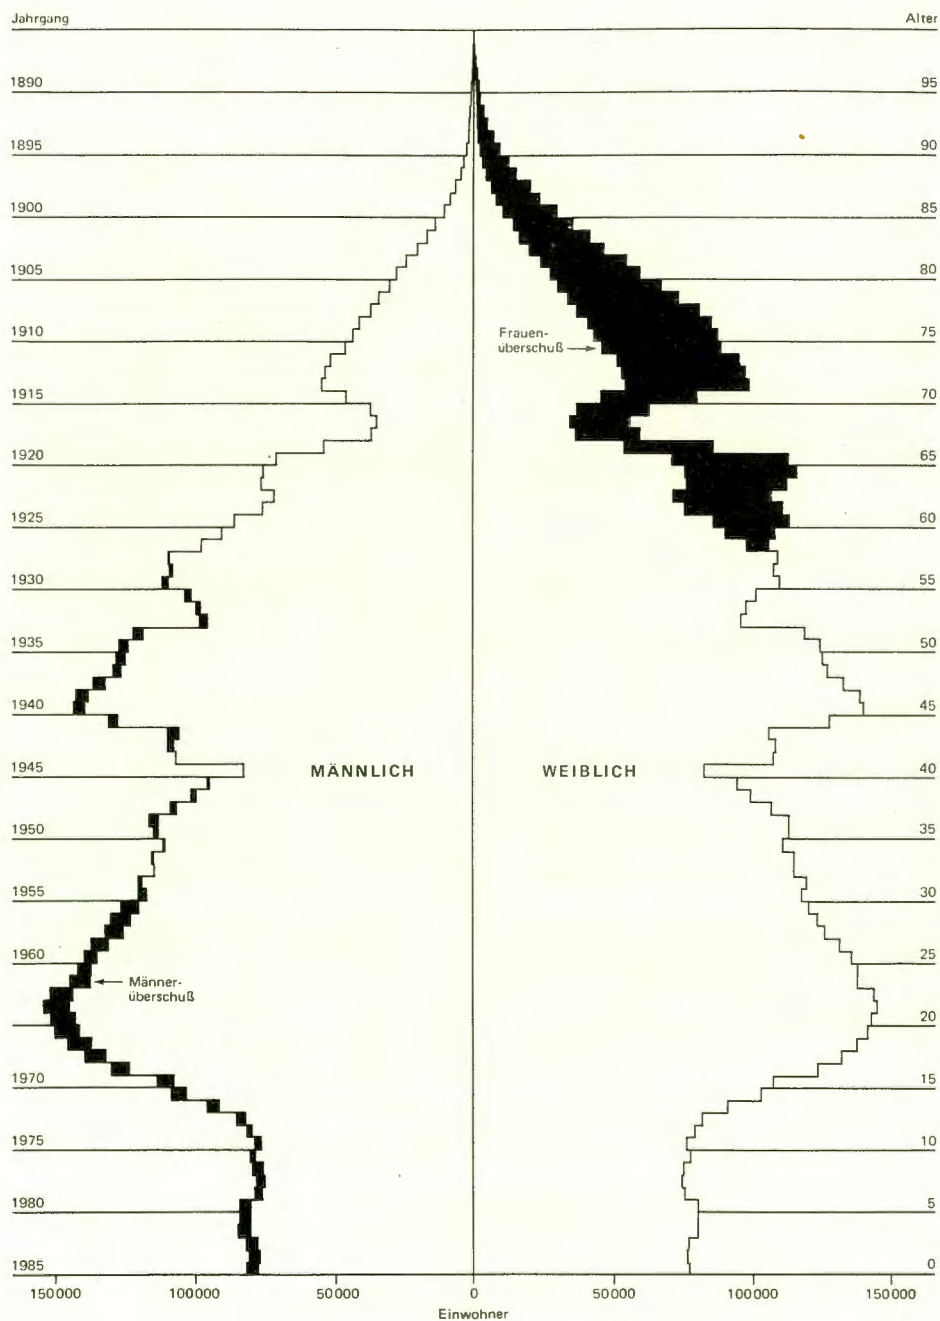 Jahrgang Alter
1890 95
1895 90
1900 85
1905 80
1910 75
Frauen-
überschuß
1915 70
1920 65
1925 60
1930 55
1935 50
1940 45
MÄNNLICH WEIBLICH
1945 40
1950 35
1955 30
1960 25
Männer-
überschuß
20
1970 15
1975 10
1980 5
1985 0
150000 100000 50000 0 50000 100000 150000
Einwohner